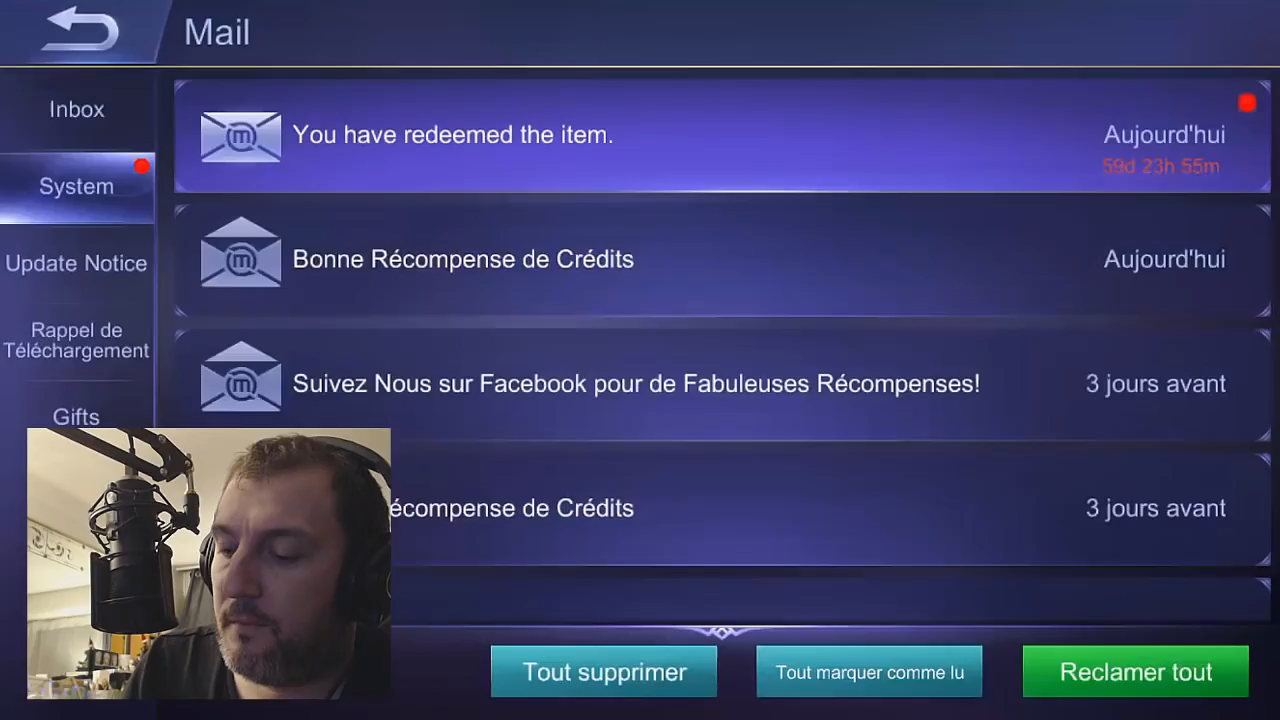 Mail
Inbox
System
Update Notice
Rappel de
Téléchargement
Gifts
You have redeemed the item.
Aujourd'hui
59d 23h 55m
Bonne Récompense de Crédits
Aujourd'hui
Suivez Nous sur Facebook pour de Fabuleuses Récompenses!
3 jours avant
écompense de Crédits
3 jours avant
Tout supprimer
Tout marquer comme lu
Reclamer tout